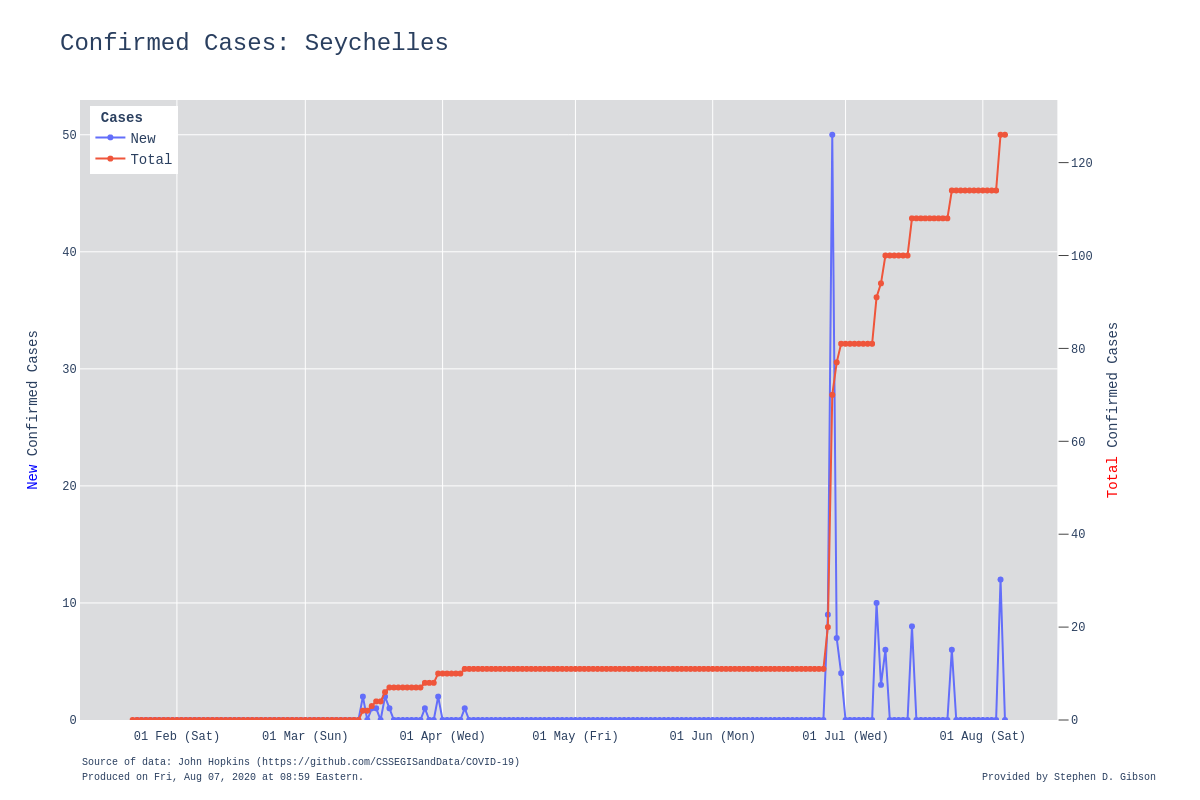 Confirmed Cases: Seychelles
Cases
New
Total
50
40
30
20
10
0
120
100
80
60
40
20
0
New Confirmed Cases
Total Confirmed Cases
01 Feb (Sat)
01 Mar (Sun)
01 Apr (Wed)
01 May (Fri)
01 Jun (Mon)
01 Jul (Wed)
01 Aug (Sat)
Source of data: John Hopkins (https://github.com/CSSEGISandData/COVID-19)
Produced on Fri, Aug 07, 2020 at 08:59 Eastern.
Provided by Stephen D. Gibson